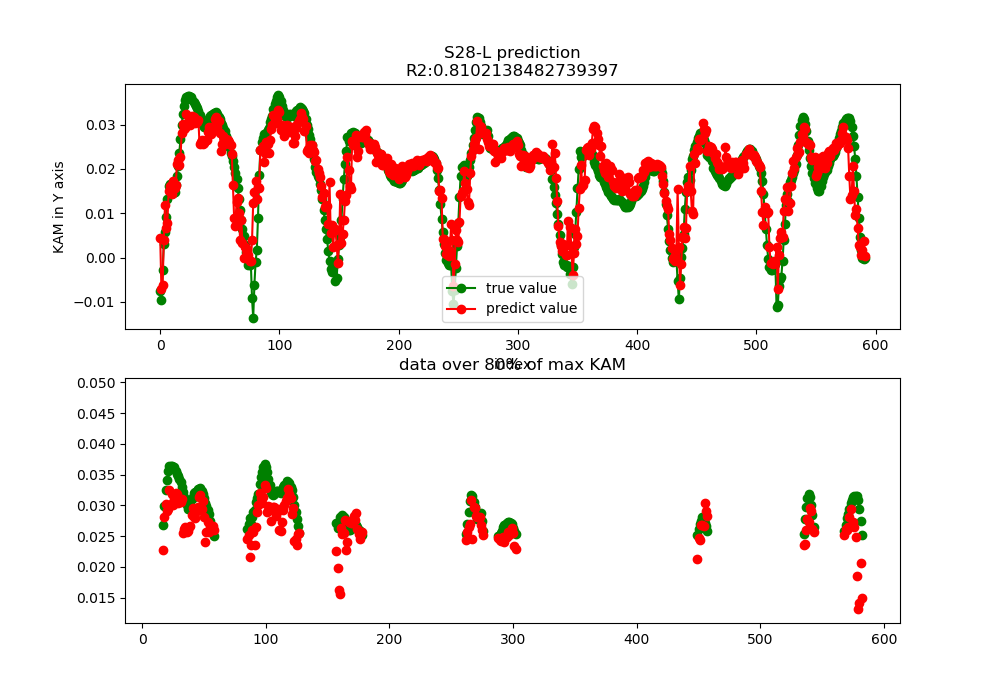 S28-L prediction
R2:0.8102138482739397
KAM in Y axis
0.03
0.02
0.01
0.00
−0.01
true value
predict value
0 100 200 300 400 500 600
index
data over 80% of max KAM
0.050
0.045
0.040
0.035
0.030
0.025
0.020
0.015
0 100 200 300 400 500 600